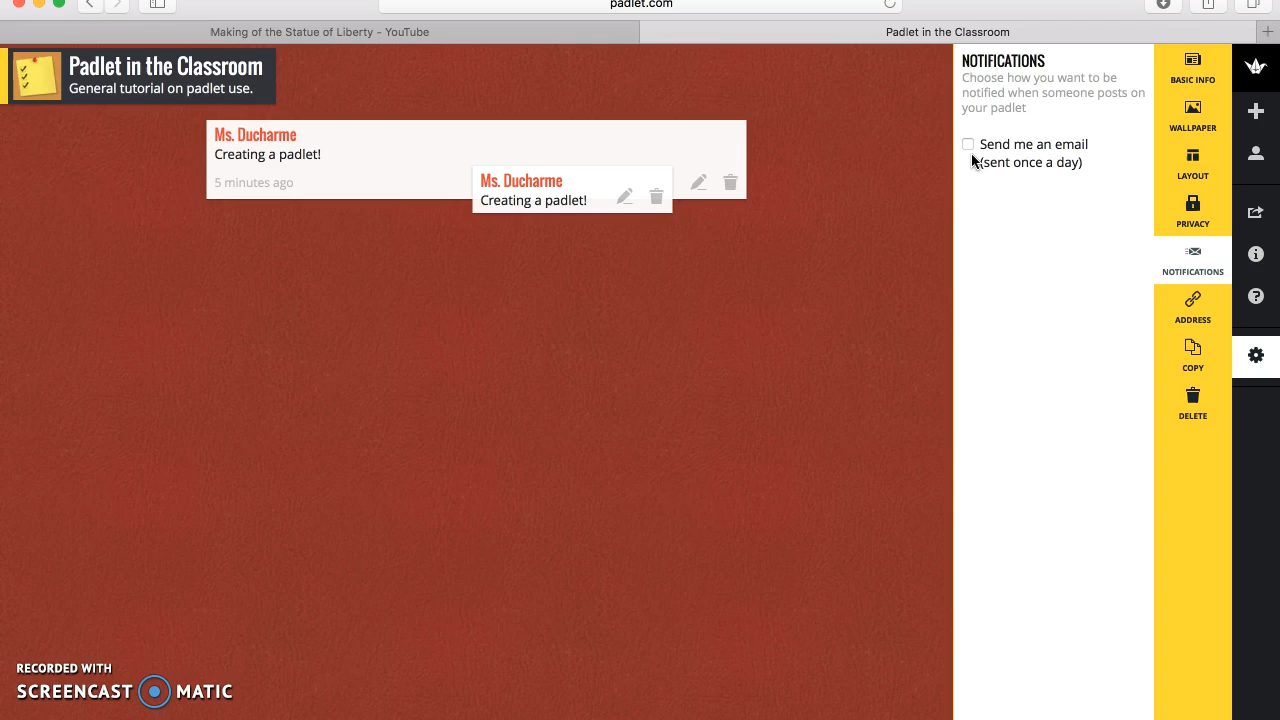 padlet.com
Making of the Statue of Liberty - YouTube
Padlet in the Classroom
Padlet in the Classroom
General tutorial on padlet use.
Ms. Ducharme
Creating a padlet!
5 minutes ago
Ms. Ducharme
Creating a padlet!
NOTIFICATIONS
Choose how you want to be
notified when someone posts on
your padlet
Send me an email
(sent once a day)
BASIC INFO
WALLPAPER
LAYOUT
PRIVACY
NOTIFICATIONS
ADDRESS
COPY
DELETE
RECORDED WITH
SCREENCAST MATIC